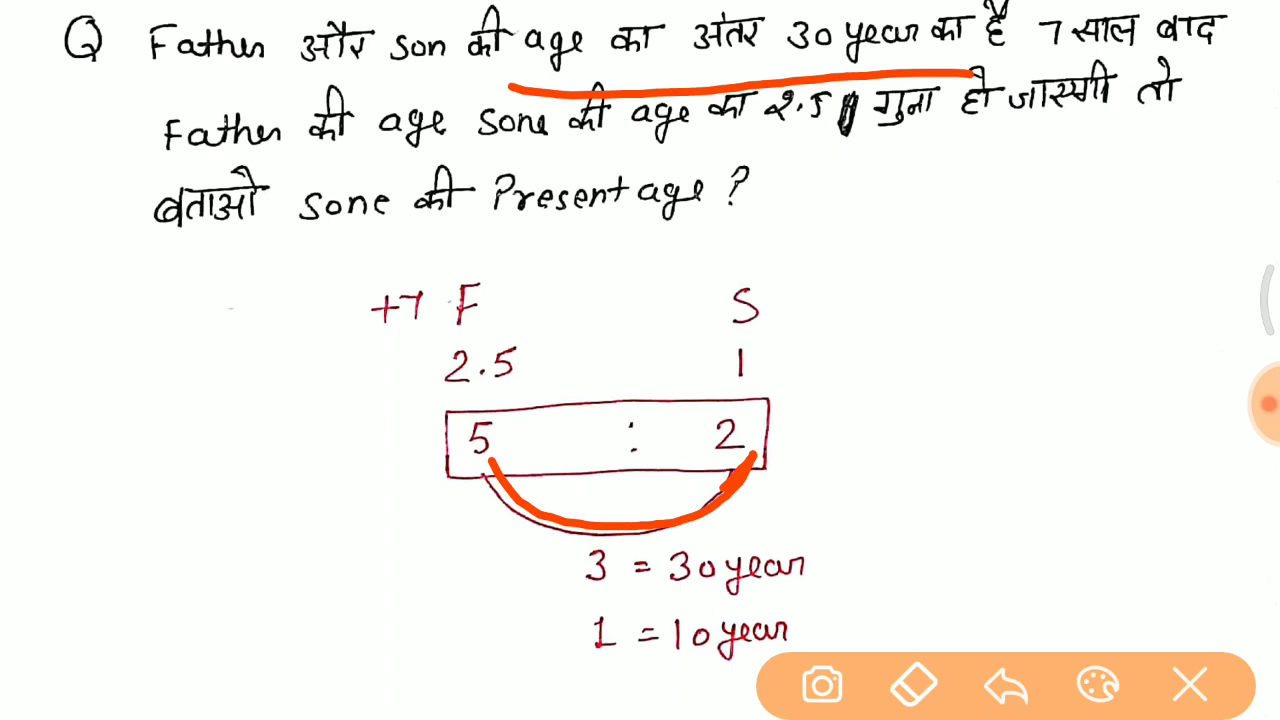 Q Father और son की age का अंतर 30 year का है 7 साल बाद
Father की age sone की age का 2.5 गुना हो जाएगी तो
बताओ sone की Present age ?
+7 F S
2.5 1
5 : 2
3 = 30 year
1 = 10 year